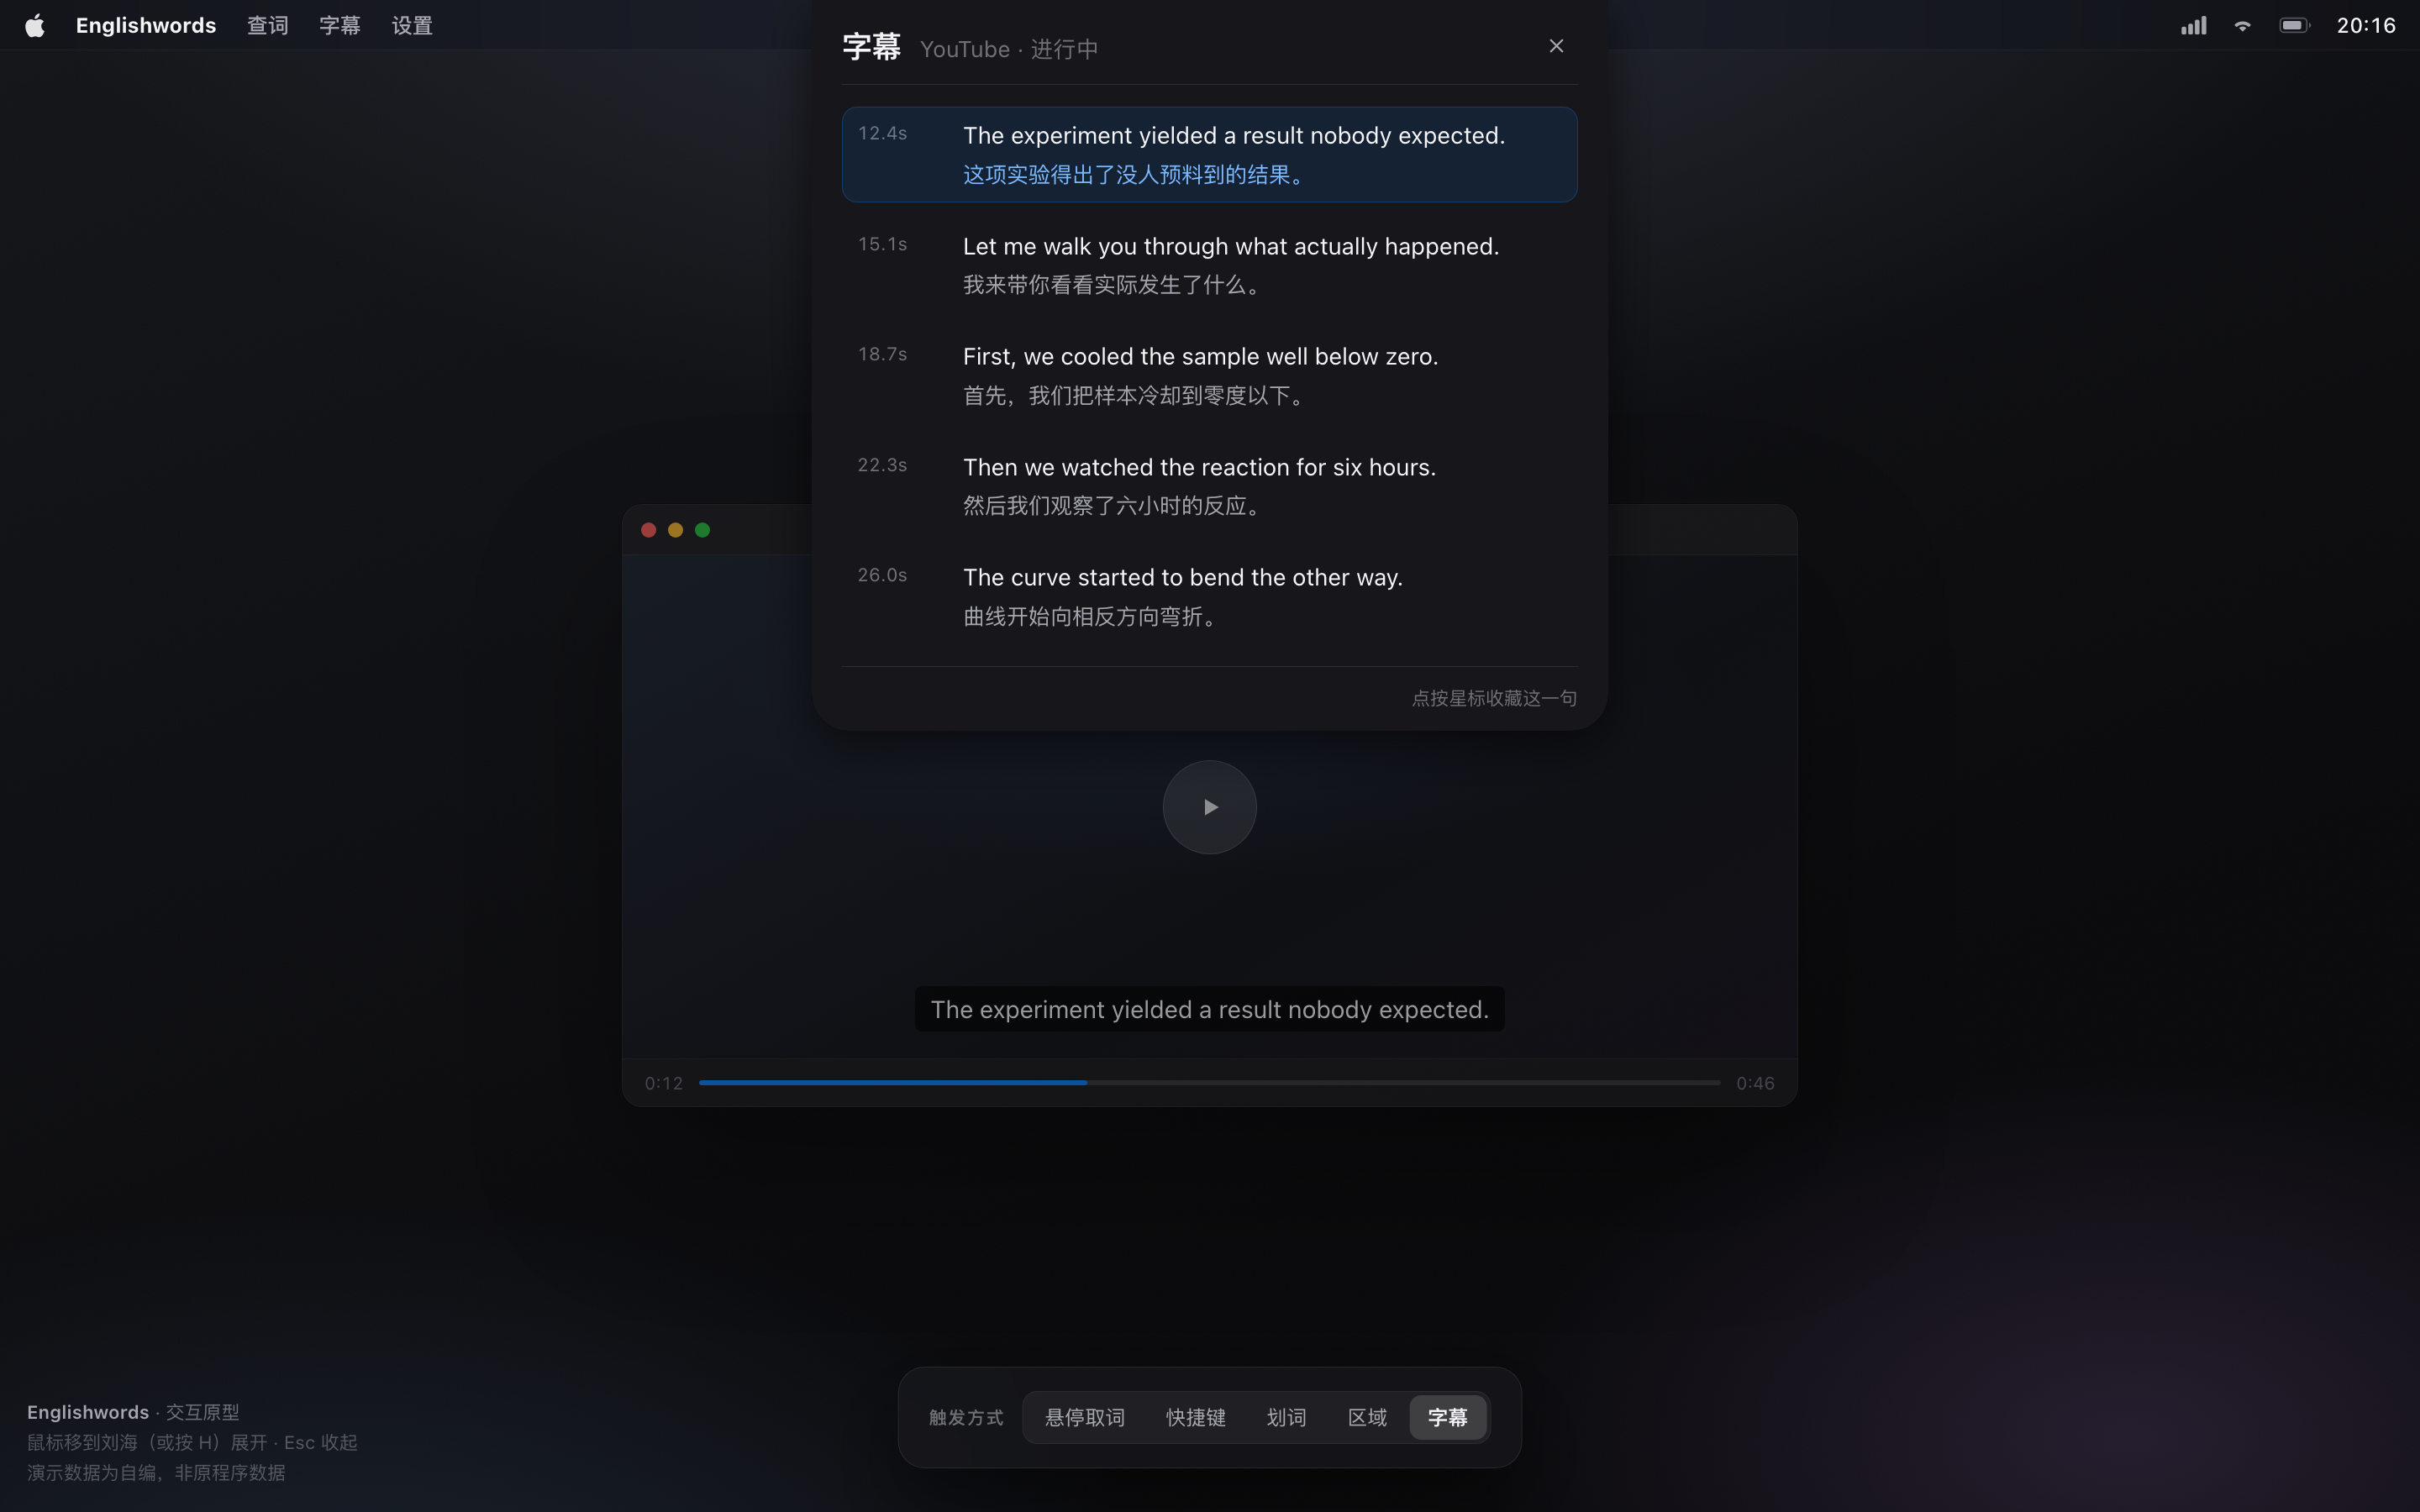 Englishwords 查词 字幕 设置
20:16
字幕 YouTube · 进行中
12.4s The experiment yielded a result nobody expected.
这项实验得出了没人预料到的结果。
15.1s Let me walk you through what actually happened.
我来带你看看实际发生了什么。
18.7s First, we cooled the sample well below zero.
首先，我们把样本冷却到零度以下。
22.3s Then we watched the reaction for six hours.
然后我们观察了六小时的反应。
26.0s The curve started to bend the other way.
曲线开始向相反方向弯折。
点按星标收藏这一句
The experiment yielded a result nobody expected.
0:12 0:46
触发方式 悬停取词 快捷键 划词 区域 字幕
Englishwords · 交互原型
鼠标移到刘海（或按 H）展开 · Esc 收起
演示数据为自编，非原程序数据